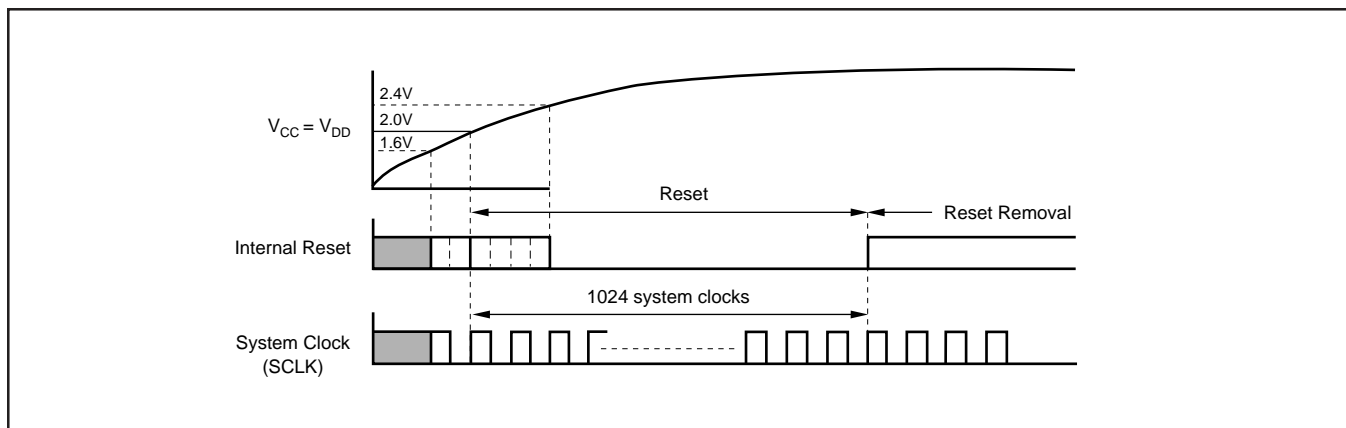 2.4V
V_CC = V_DD
2.0V
1.6V
Reset
Reset Removal
Internal Reset
1024 system clocks
System Clock
(SCLK)